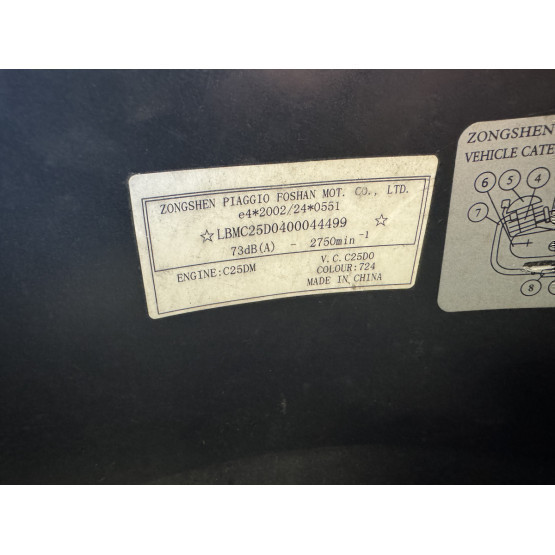 ZONGSHEN PIAGGIO FOSHAN MOT. CO., LTD.
e4*2002/24*0551
☆LBMC25D0400044499 ☆
73dB(A) - 2750min⁻¹
ENGINE:C25DM
V.C. C25D0
COLOUR:724
MADE IN CHINA
ZONGSHEN
VEHICLE CATE
6 5 4
7
8